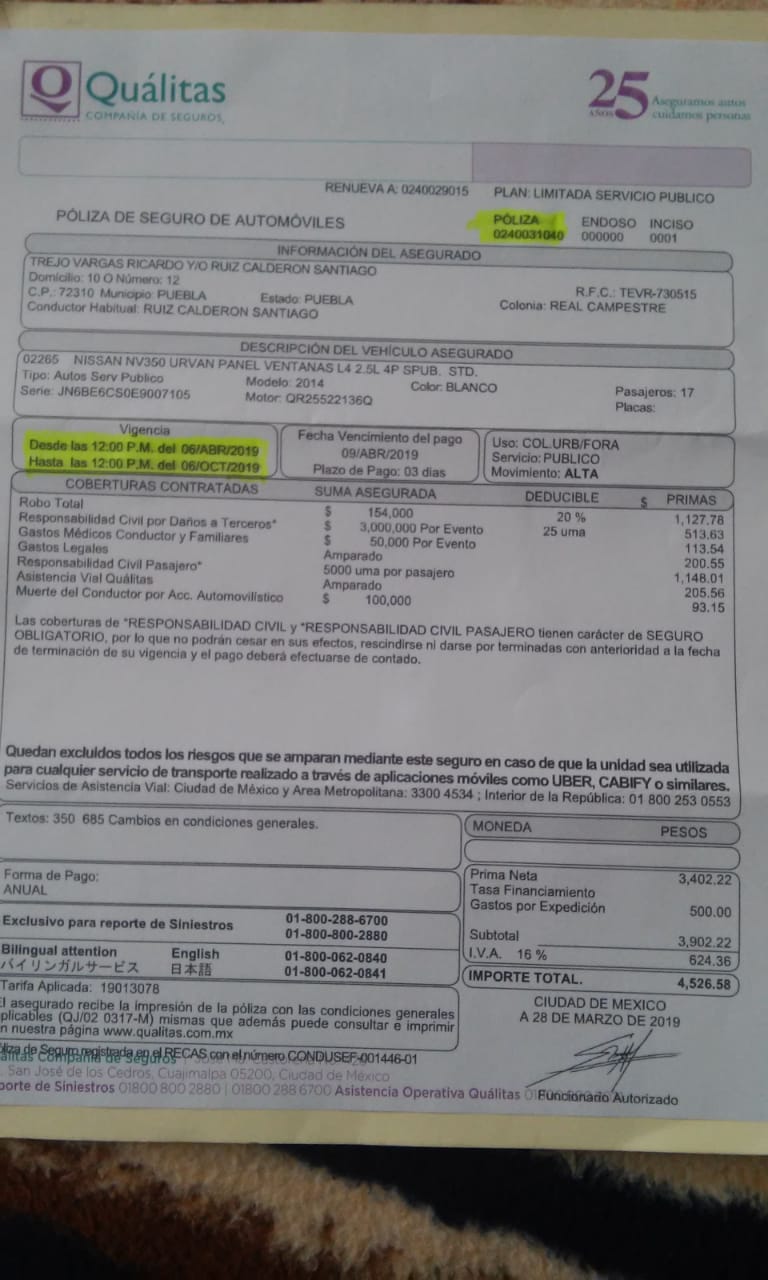 Quálitas
COMPAÑÍA DE SEGUROS,
25
AÑOS
Aseguramos autos
cuidamos personas
RENUEVA A: 0240029015 PLAN: LIMITADA SERVICIO PUBLICO
PÓLIZA DE SEGURO DE AUTOMÓVILES
PÓLIZA ENDOSO INCISO
0240031040 000000 0001
INFORMACIÓN DEL ASEGURADO
TREJO VARGAS RICARDO Y/O RUIZ CALDERON SANTIAGO
Domicilio: 10 O Número: 12 R.F.C.: TEVR-730515
C.P.: 72310 Municipio: PUEBLA Estado: PUEBLA Colonia: REAL CAMPESTRE
Conductor Habitual: RUIZ CALDERON SANTIAGO
DESCRIPCIÓN DEL VEHÍCULO ASEGURADO
02265 NISSAN NV350 URVAN PANEL VENTANAS L4 2.5L 4P SPUB. STD.
Tipo: Autos Serv Publico Modelo: 2014 Color: BLANCO Pasajeros: 17
Serie: JN6BE6CS0E9007105 Motor: QR25522136Q Placas:
Vigencia
Desde las 12:00 P.M. del 06/ABR/2019
Hasta las 12:00 P.M. del 06/OCT/2019
Fecha Vencimiento del pago
09/ABR/2019
Plazo de Pago: 03 dias
Uso: COL.URB/FORA
Servicio: PUBLICO
Movimiento: ALTA
COBERTURAS CONTRATADAS SUMA ASEGURADA DEDUCIBLE $ PRIMAS
Robo Total $ 154,000 20 % 1,127.78
Responsabilidad Civil por Daños a Terceros* $ 3,000,000 Por Evento 25 uma 513.63
Gastos Médicos Conductor y Familiares $ 50,000 Por Evento 113.54
Gastos Legales Amparado 200.55
Responsabilidad Civil Pasajero* 5000 uma por pasajero 1,148.01
Asistencia Vial Quálitas Amparado 205.56
Muerte del Conductor por Acc. Automovilístico $ 100,000 93.15
Las coberturas de *RESPONSABILIDAD CIVIL y *RESPONSABILIDAD CIVIL PASAJERO tienen carácter de SEGURO
OBLIGATORIO, por lo que no podrán cesar en sus efectos, rescindirse ni darse por terminadas con anterioridad a la fecha
de terminación de su vigencia y el pago deberá efectuarse de contado.
Quedan excluidos todos los riesgos que se amparan mediante este seguro en caso de que la unidad sea utilizada
para cualquier servicio de transporte realizado a través de aplicaciones móviles como UBER, CABIFY o similares.
Servicios de Asistencia Vial: Ciudad de México y Area Metropolitana: 3300 4534 ; Interior de la República: 01 800 253 0553
Textos: 350 685 Cambios en condiciones generales.
Forma de Pago:
ANUAL
Exclusivo para reporte de Siniestros 01-800-288-6700
01-800-800-2880
Bilingual attention English 01-800-062-0840
バイリンガルサービス 日本語 01-800-062-0841
Tarifa Aplicada: 19013078
El asegurado recibe la impresión de la póliza con las condiciones generales
plicables (QJ/02 0317-M) mismas que además puede consultar e imprimir
n nuestra página www.qualitas.com.mx
MONEDA PESOS
Prima Neta 3,402.22
Tasa Financiamiento
Gastos por Expedición 500.00
Subtotal 3,902.22
I.V.A. 16 % 624.36
IMPORTE TOTAL. 4,526.58
CIUDAD DE MEXICO
A 28 DE MARZO DE 2019
Funcionario Autorizado
liza de Seguro registrada en el RECAS con el número CONDUSEF-001446-01
alitas Compañía de Seguros
. San José de los Cedros, Cuajimalpa 05200, Ciudad de México
porte de Siniestros 01800 800 2880 | 01800 288 6700 Asistencia Operativa Quálitas